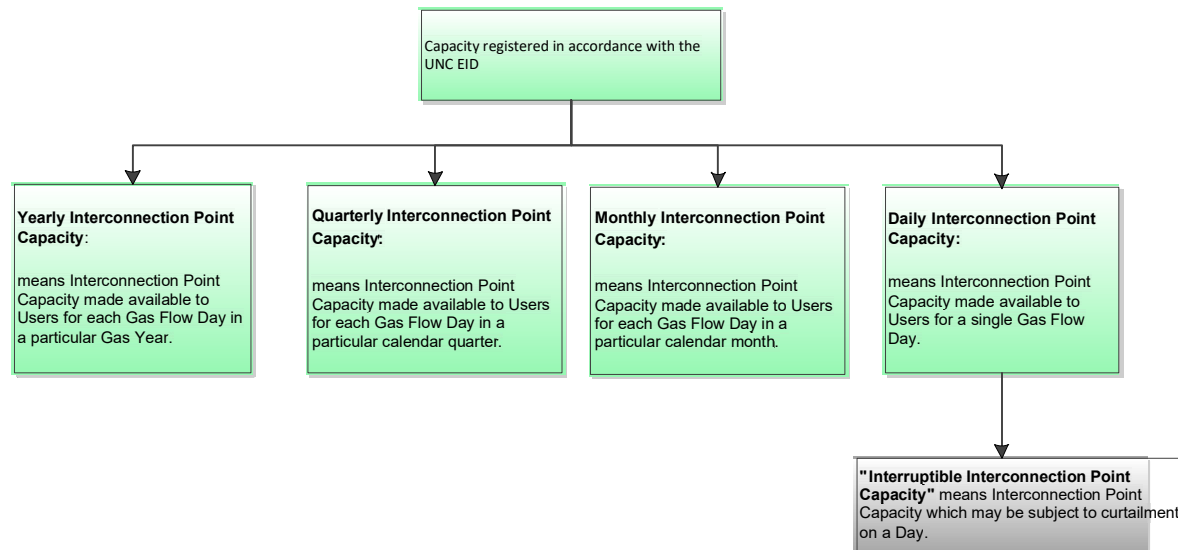 Capacity registered in accordance with the
UNC EID
Yearly Interconnection Point
Capacity:
means Interconnection Point
Capacity made available to
Users for each Gas Flow Day in
a particular Gas Year.
Quarterly Interconnection Point
Capacity:
means Interconnection Point
Capacity made available to Users
for each Gas Flow Day in a
particular calendar quarter.
Monthly Interconnection Point
Capacity:
means Interconnection Point
Capacity made available to Users
for each Gas Flow Day in a
particular calendar month.
Daily Interconnection Point
Capacity:
means Interconnection Point
Capacity made available to
Users for a single Gas Flow
Day.
"Interruptible Interconnection Point
Capacity" means Interconnection Point
Capacity which may be subject to curtailment
on a Day.